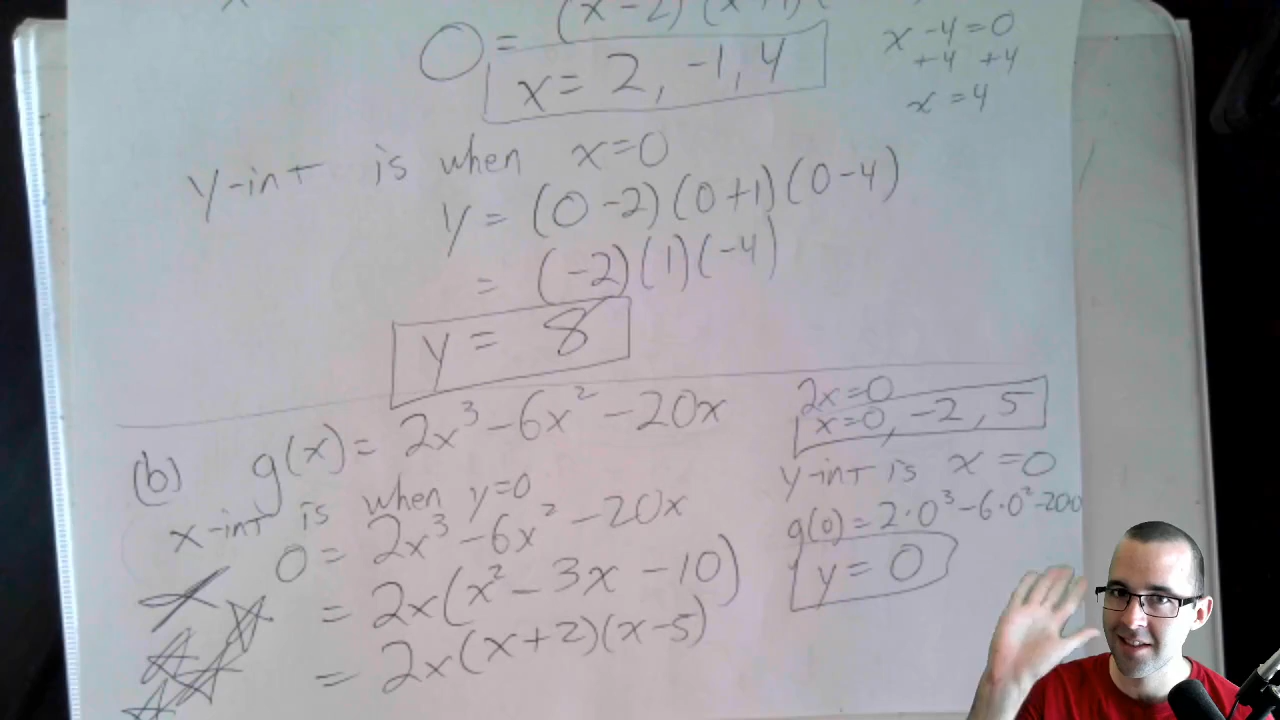 (x-2)(x+1)(
0 =
x = 2, -1, 4
x - 4 = 0
+4 +4
x = 4
y-int is when x=0
y = (0-2)(0+1)(0-4)
= (-2)(1)(-4)
y = 8
(b) g(x) = 2x³ - 6x² - 20x
x-int is when y=0
0 = 2x³ - 6x² - 20x
= 2x(x² - 3x - 10)
= 2x(x+2)(x-5)
2x=0
x=0, -2, 5
y-int is x=0
g(0) = 2·0³ - 6·0² - 20·0
y = 0